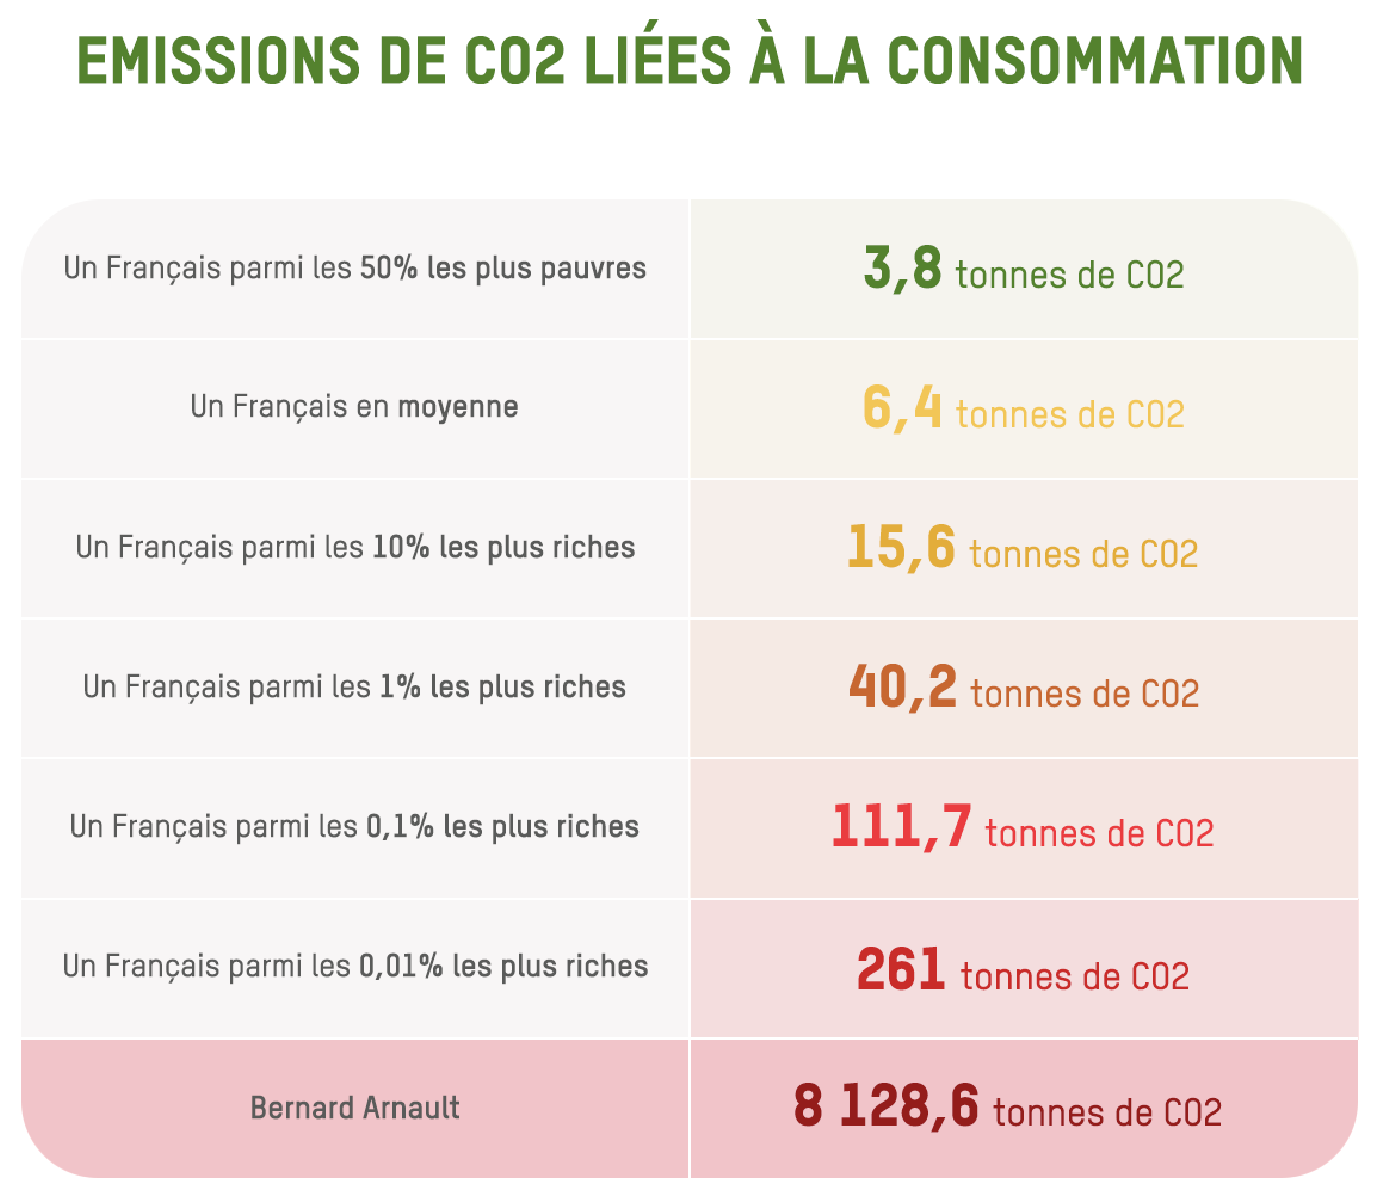 EMISSIONS DE CO2 LIÉES À LA CONSOMMATION
Un Français parmi les 50% les plus pauvres
3,8 tonnes de CO2
Un Français en moyenne
6,4 tonnes de CO2
Un Français parmi les 10% les plus riches
15,6 tonnes de CO2
Un Français parmi les 1% les plus riches
40,2 tonnes de CO2
Un Français parmi les 0,1% les plus riches
111,7 tonnes de CO2
Un Français parmi les 0,01% les plus riches
261 tonnes de CO2
Bernard Arnault
8 128,6 tonnes de CO2